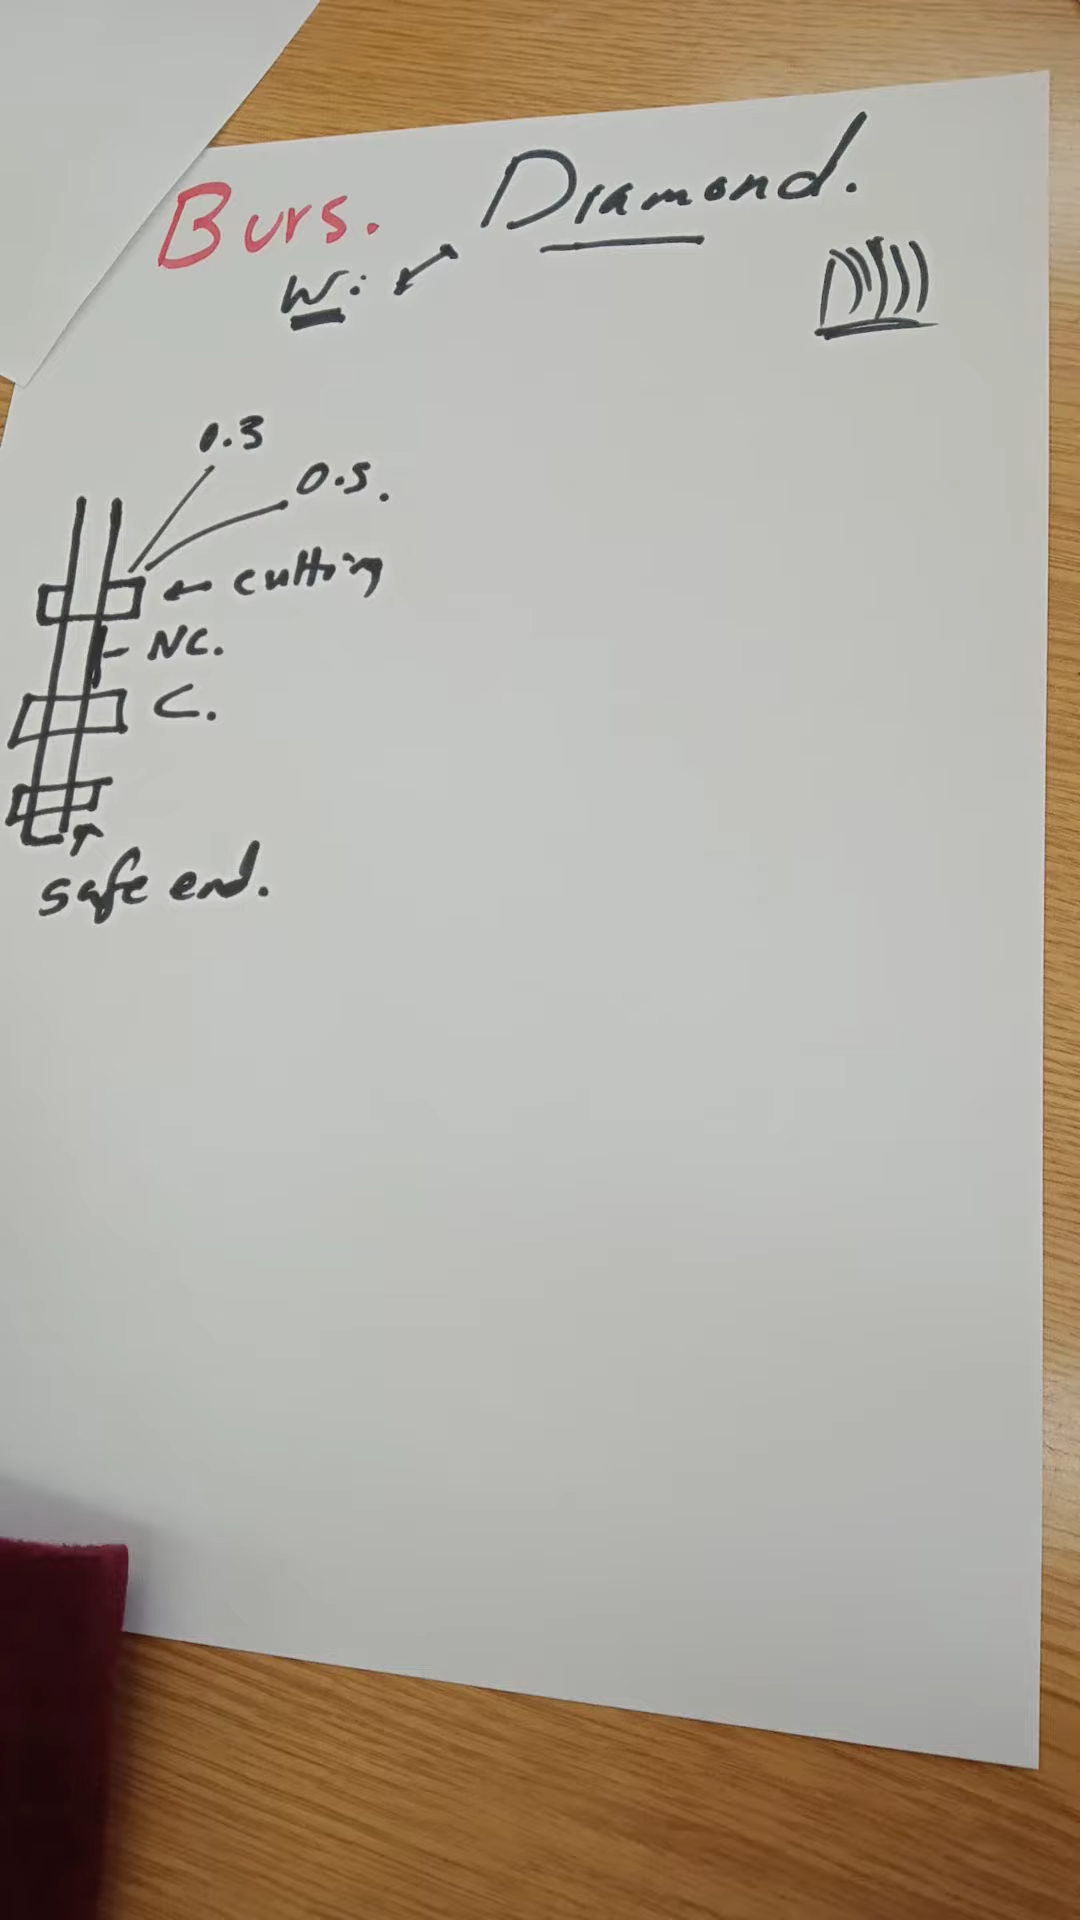 Burs. Diamond.
W:
0.3
0.5.
cutting
NC.
C.
safe end.